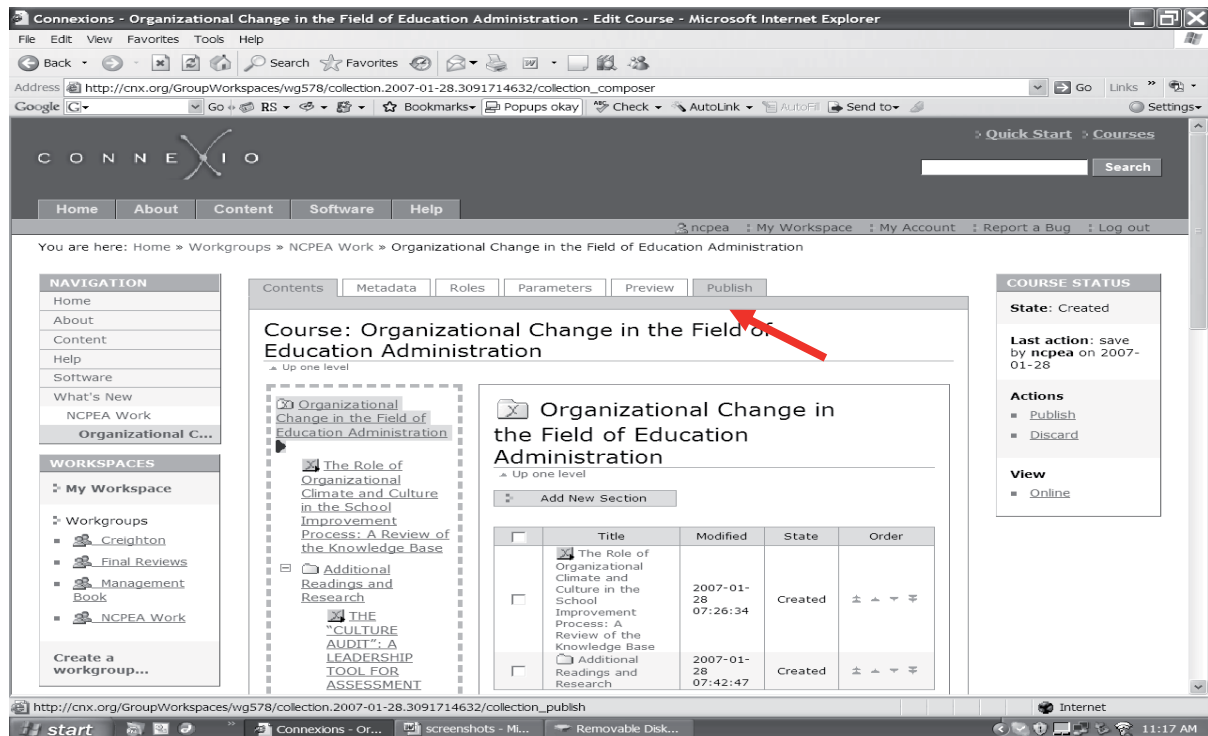 Connexions - Organizational Change in the Field of Education Administration - Edit Course - Microsoft Internet Explorer
File Edit View Favorites Tools Help
Back Search Favorites
Address http://cnx.org/GroupWorkspaces/wg578/collection.2007-01-28.3091714632/collection_composer Go Links »
Google G Go RS Bookmarks Popups okay Check AutoLink AutoFill Send to Settings
Quick Start Courses
CONNEXIO
Search
Home About Content Software Help
ncpea My Workspace My Account Report a Bug Log out
You are here: Home » Workgroups » NCPEA Work » Organizational Change in the Field of Education Administration
NAVIGATION
Home
About
Content
Help
Software
What's New
NCPEA Work
Organizational C...
WORKSPACES
My Workspace
Workgroups
Creighton
Final Reviews
Management
Book
NCPEA Work
Create a
workgroup...
Contents Metadata Roles Parameters Preview Publish
Course: Organizational Change in the Field of
Education Administration
Up one level
Organizational
Change in the Field of
Education Administration
The Role of
Organizational
Climate and Culture
in the School
Improvement
Process: A Review of
the Knowledge Base
Additional
Readings and
Research
THE
"CULTURE
AUDIT": A
LEADERSHIP
TOOL FOR
ASSESSMENT
Organizational Change in
the Field of Education
Administration
Up one level
Add New Section
Title Modified State Order
The Role of
Organizational
Climate and
Culture in the
School
Improvement
Process: A
Review of the
Knowledge Base
2007-01-
28
07:26:34
Created
Additional
Readings and
Research
2007-01-
28
07:42:47
Created
COURSE STATUS
State: Created
Last action: save
by ncpea on 2007-
01-28
Actions
Publish
Discard
View
Online
http://cnx.org/GroupWorkspaces/wg578/collection.2007-01-28.3091714632/collection_publish Internet
start » Connexions - Or... screenshots - Mi... Removable Disk... 11:17 AM